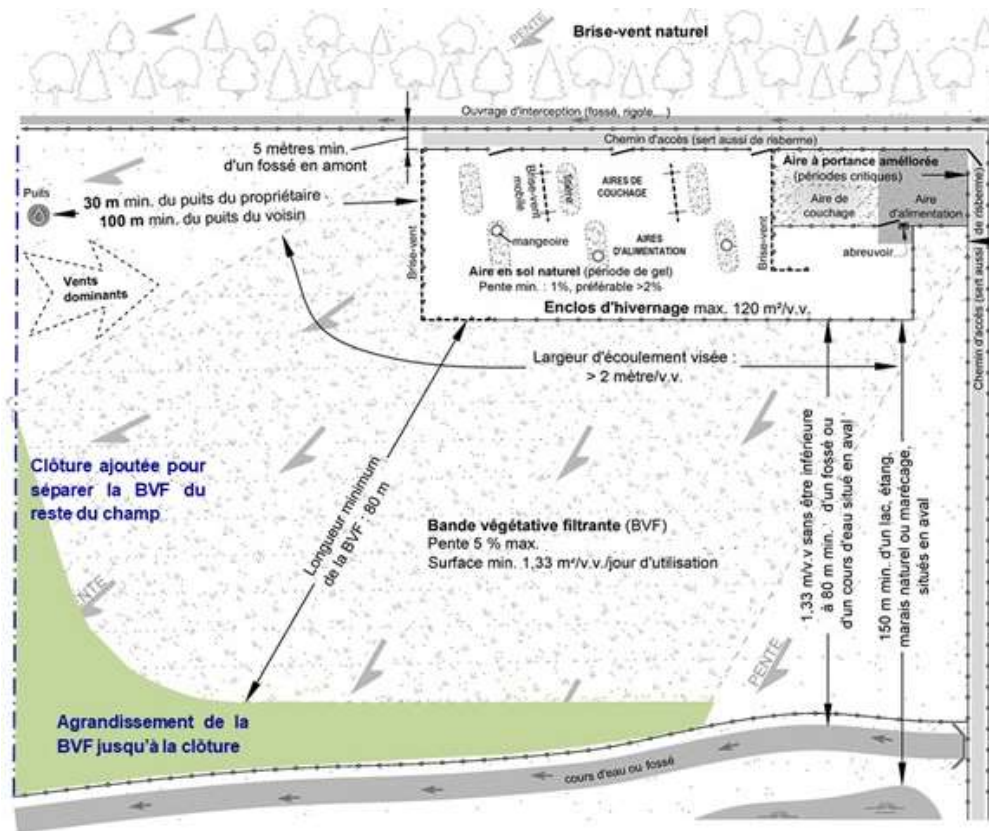 PENTE
Brise-vent naturel
Ouvrage d'interception (fossé, rigole,...)
5 mètres min.
d'un fossé en amont
Chemin d'accès (sert aussi de risberme)
Puits
30 m min. du puits du propriétaire
100 m min. du puits du voisin
Vents
dominants
Brise-vent
Brise-vent
mobile
AIRES DE
COUCHAGE
mangeoire
AIRES
D'ALIMENTATION
Aire en sol naturel (période de gel)
Pente min. : 1%, préférable >2%
Brise-vent
Aire à portance améliorée
(périodes critiques)
Aire de
couchage
Aire
d'alimentation
abreuvoir
Enclos d'hivernage max. 120 m²/v.v.
Chemin d'accès (sert aussi de risberme)
Largeur d'écoulement visée :
> 2 mètre/v.v.
Clôture ajoutée pour
séparer la BVF du
reste du champ
Longueur minimum
de la BVF : 80 m
Bande végétative filtrante (BVF)
Pente 5 % max.
Surface min. 1,33 m²/v.v./jour d'utilisation
1,33 m/v.v sans être inférieure
à 80 m min. d'un fossé ou
d'un cours d'eau situé en aval
150 m min. d'un lac, étang,
marais naturel ou marécage,
situés en aval
PENTE
Agrandissement de la
BVF jusqu'à la clôture
cours d'eau ou fossé